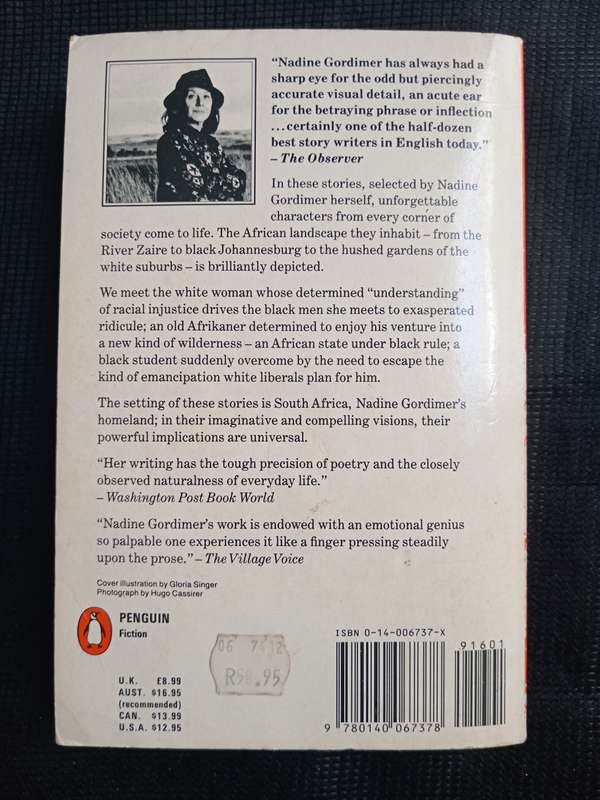 “Nadine Gordimer has always had a
sharp eye for the odd but piercingly
accurate visual detail, an acute ear
for the betraying phrase or inflection
...certainly one of the half-dozen
best story writers in English today.”
– The Observer
In these stories, selected by Nadine
Gordimer herself, unforgettable
characters from every corner of
society come to life. The African landscape they inhabit – from the
River Zaire to black Johannesburg to the hushed gardens of the
white suburbs – is brilliantly depicted.
We meet the white woman whose determined “understanding”
of racial injustice drives the black men she meets to exasperated
ridicule; an old Afrikaner determined to enjoy his venture into
a new kind of wilderness – an African state under black rule; a
black student suddenly overcome by the need to escape the
kind of emancipation white liberals plan for him.
The setting of these stories is South Africa, Nadine Gordimer’s
homeland; in their imaginative and compelling visions, their
powerful implications are universal.
“Her writing has the tough precision of poetry and the closely
observed naturalness of everyday life.”
– Washington Post Book World
“Nadine Gordimer’s work is endowed with an emotional genius
so palpable one experiences it like a finger pressing steadily
upon the prose.” – The Village Voice
Cover illustration by Gloria Singer
Photograph by Hugo Cassirer
PENGUIN
Fiction
U.K. £8.99
AUST. $16.95
(recommended)
CAN. $13.99
U.S.A. $12.95
06
ISBN 0-14-006737-X
91601
9 780140 067378